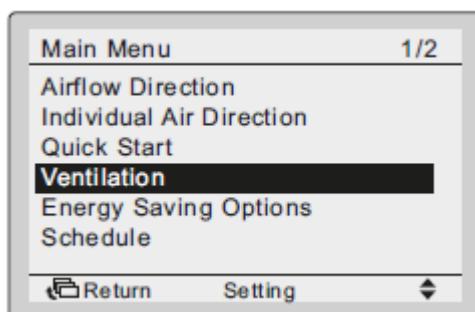 Main Menu 1/2
Airflow Direction
Individual Air Direction
Quick Start
Ventilation
Energy Saving Options
Schedule
Return Setting